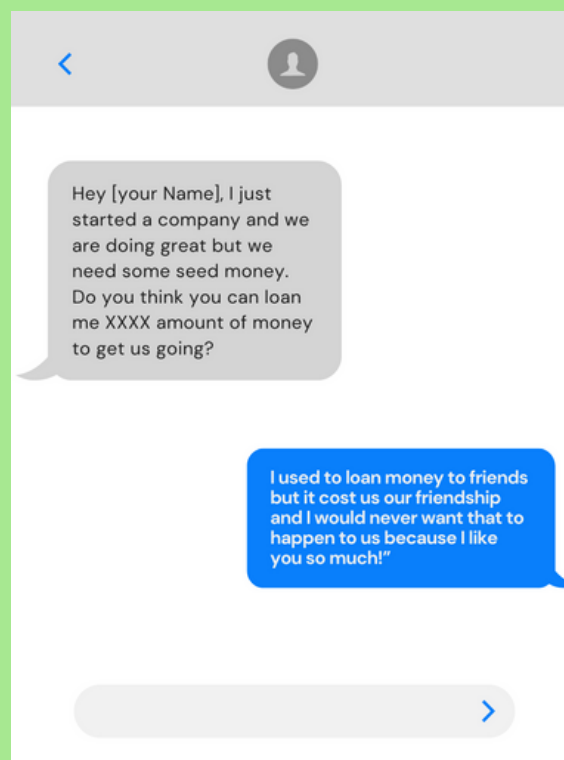 Hey [your Name], I just
started a company and we
are doing great but we
need some seed money.
Do you think you can loan
me XXXX amount of money
to get us going?
I used to loan money to friends
but it cost us our friendship
and I would never want that to
happen to us because I like
you so much!”